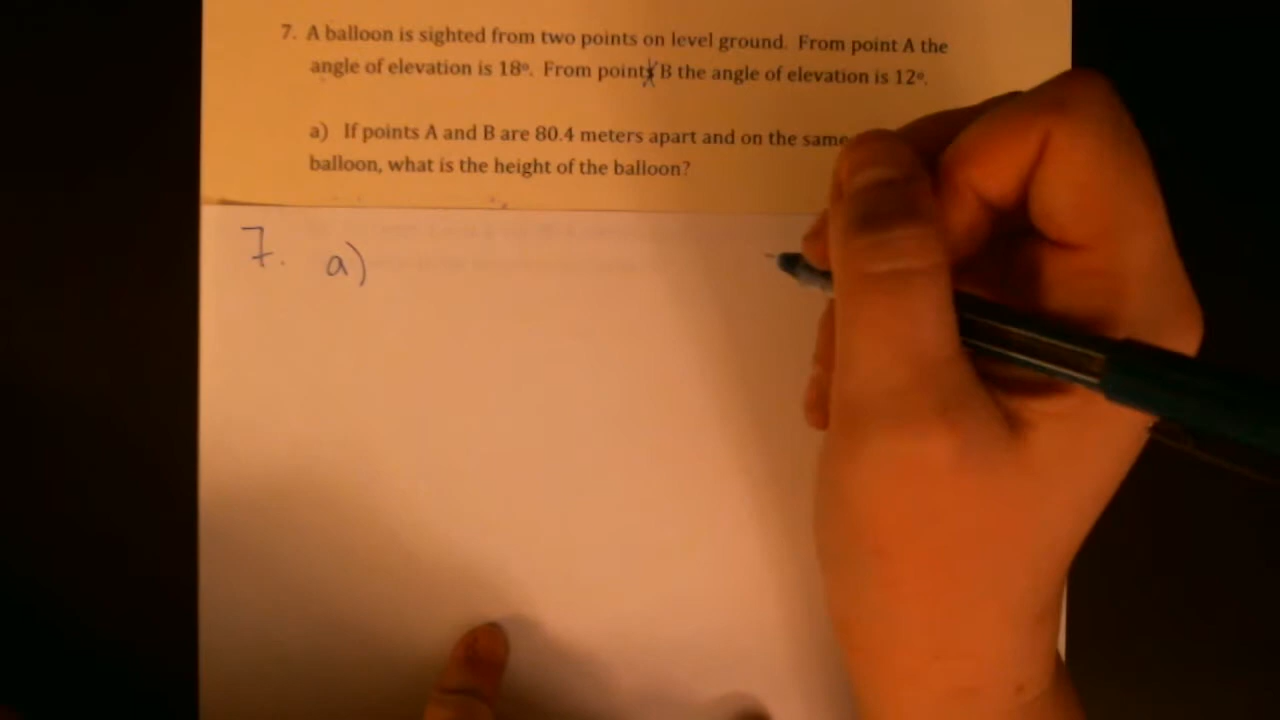 7. A balloon is sighted from two points on level ground. From point A the
angle of elevation is 18º. From points B the angle of elevation is 12º.
a) If points A and B are 80.4 meters apart and on the same
balloon, what is the height of the balloon?
7. a)